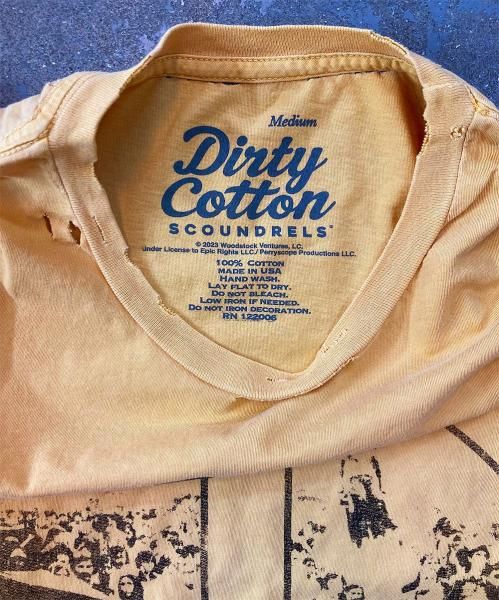 Medium
Dirty
Cotton
SCOUNDRELS™
© 2023 Woodstock Ventures, LC.
Under License to Epic Rights LLC/ Perryscope Productions LLC.
100% COTTON
MADE IN USA
HAND WASH.
LAY FLAT TO DRY.
DO NOT BLEACH.
LOW IRON IF NEEDED.
DO NOT IRON DECORATION.
RN 122006